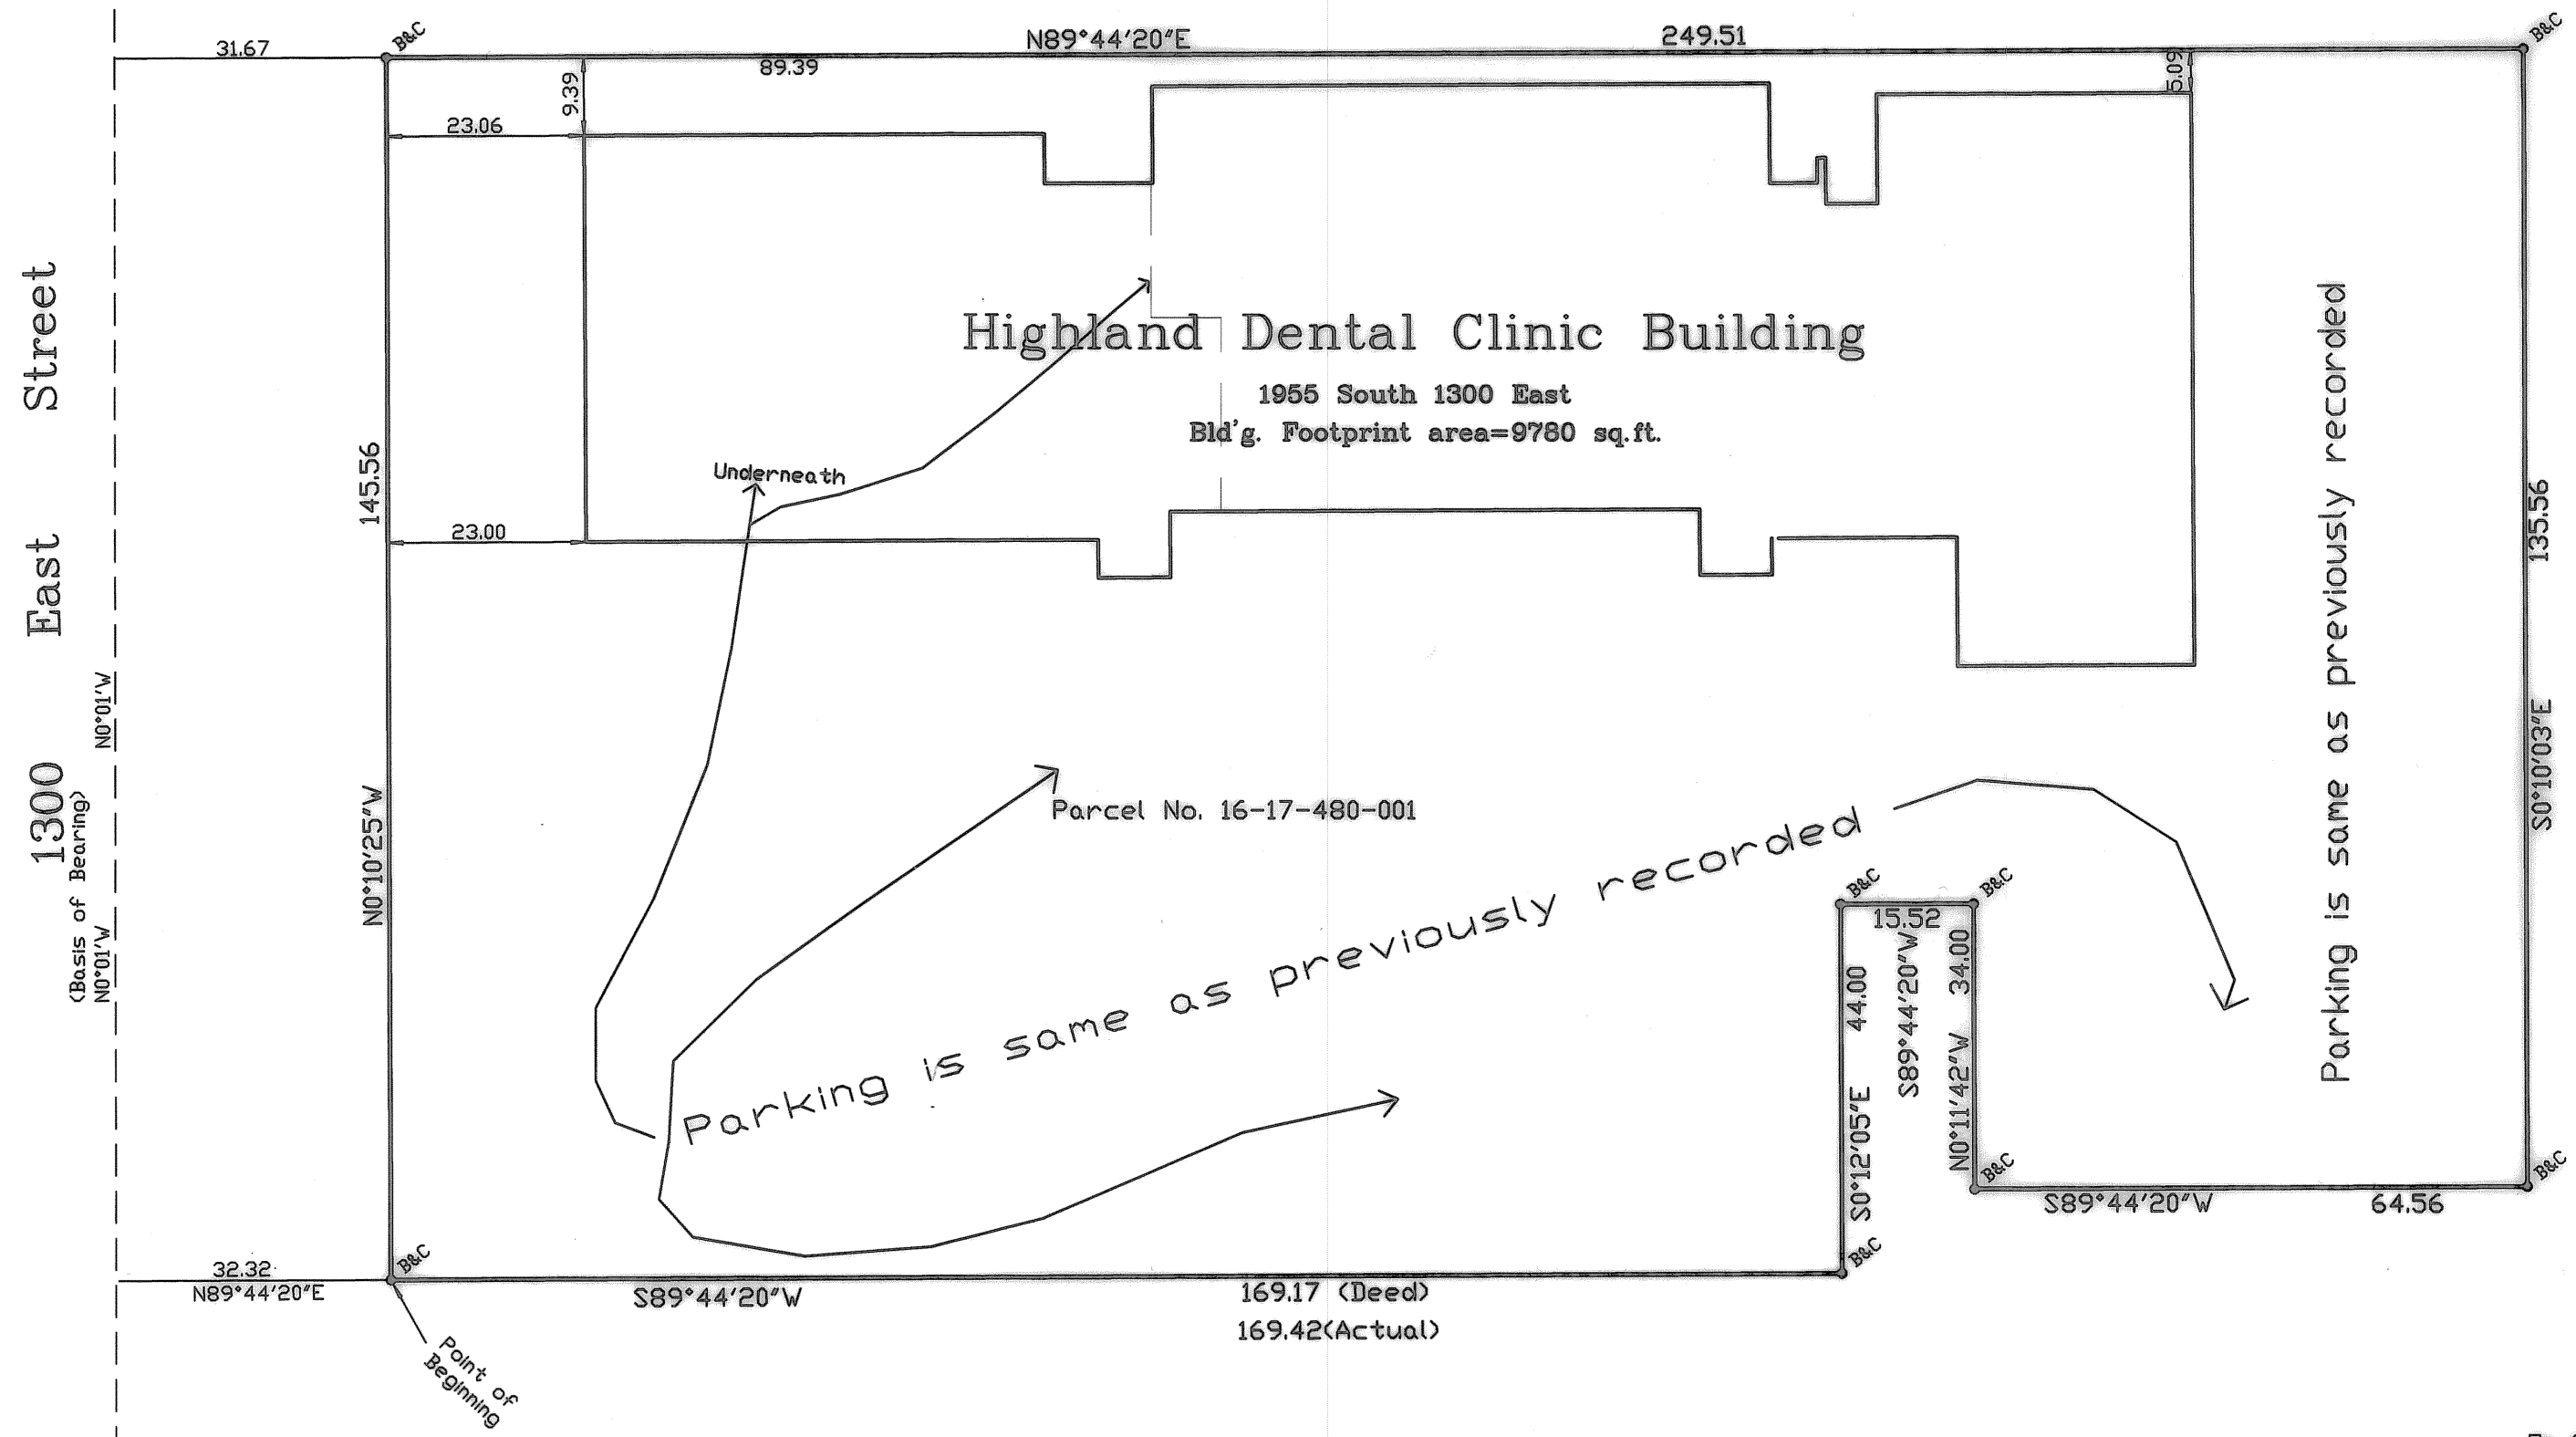 31.67
B&C
N89°44'20"E
249.51
B&C
89.39
9.39
5.09
23.06
Highland Dental Clinic Building
1955 South 1300 East
Bld'g. Footprint area=9780 sq.ft.
Underneath
145.56
23.00
135.56
1300 East Street
(Basis of Bearing)
N0°01'W
N0°01'W
N0°10'25"W
S0°10'03"E
Parcel No. 16-17-480-001
Parking is same as previously recorded
Parking is same as previously recorded
B&C
B&C
15.52
S89°44'20"W
44.00
S0°12'05"E
34.00
N0°11'42"W
B&C
B&C
S89°44'20"W
64.56
B&C
B&C
32.32
N89°44'20"E
S89°44'20"W
169.17 (Deed)
169.42(Actual)
Point of
Beginning